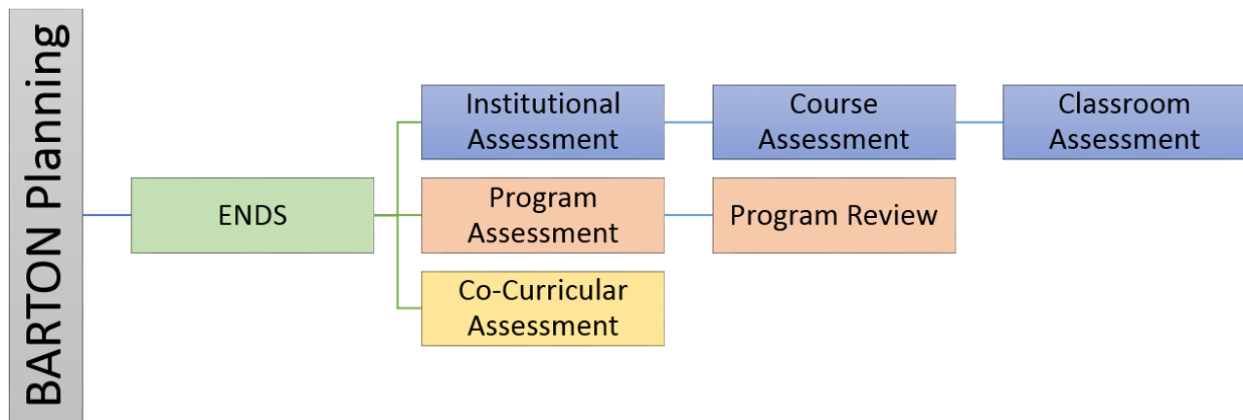 BARTON Planning
ENDS
Institutional
Assessment
Course
Assessment
Classroom
Assessment
Program
Assessment
Program Review
Co-Curricular
Assessment